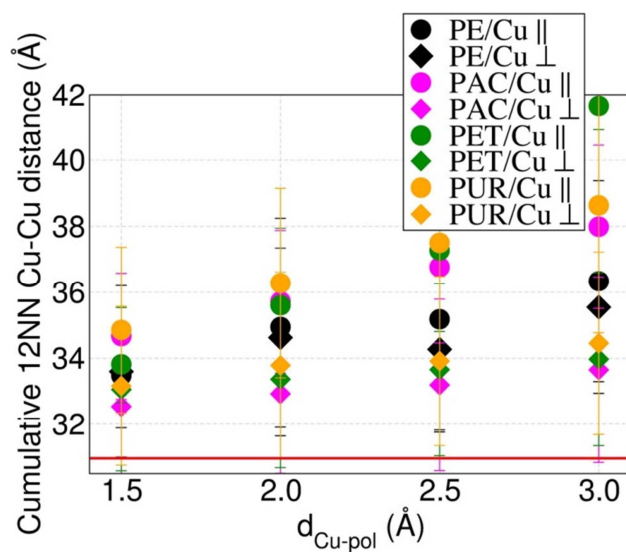 PE/Cu ||
PE/Cu ⊥
PAC/Cu ||
PAC/Cu ⊥
PET/Cu ||
PET/Cu ⊥
PUR/Cu ||
PUR/Cu ⊥
Cumulative 12NN Cu-Cu distance (Å)
42
40
38
36
34
32
1.5 2.0 2.5 3.0
d Cu-pol (Å)